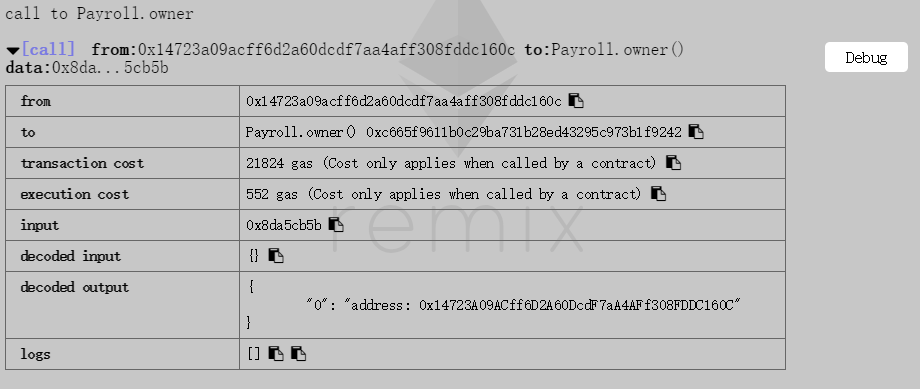 call to Payroll.owner
[call] from:0x14723a09acff6d2a60dcdf7aa4aff308fddc160c to:Payroll.owner()
data:0x8da...5cb5b
Debug
from 0x14723a09acff6d2a60dcdf7aa4aff308fddc160c
to Payroll.owner() 0xc665f9611b0c29ba731b28ed43295c973b1f9242
transaction cost 21824 gas (Cost only applies when called by a contract)
execution cost 552 gas (Cost only applies when called by a contract)
input 0x8da5cb5b
decoded input {}
decoded output {
"0": "address: 0x14723A09ACff6D2A60DcdF7aA4AFf308FDDC160C"
}
logs []
remix